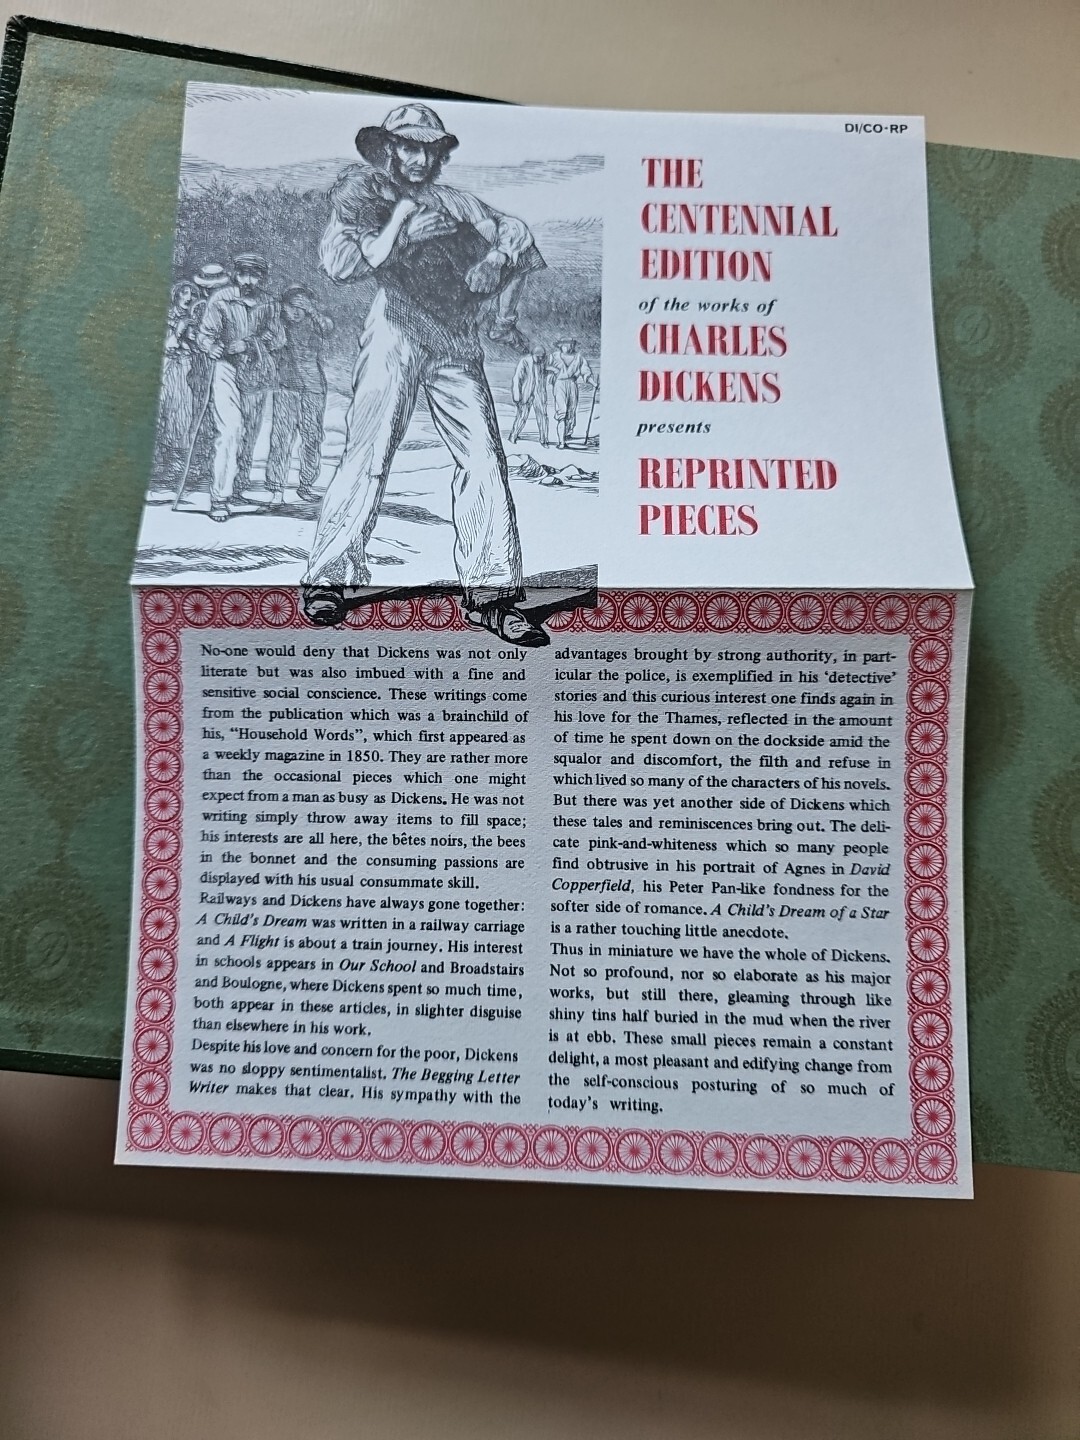 DI/CO-RP
THE
CENTENNIAL
EDITION
of the works of
CHARLES
DICKENS
presents
REPRINTED
PIECES
No-one would deny that Dickens was not only
literate but was also imbued with a fine and
sensitive social conscience. These writings come
from the publication which was a brainchild of
his, “Household Words”, which first appeared as
a weekly magazine in 1850. They are rather more
than the occasional pieces which one might
expect from a man as busy as Dickens. He was not
writing simply throw away items to fill space;
his interests are all here, the bêtes noirs, the bees
in the bonnet and the consuming passions are
displayed with his usual consummate skill.
Railways and Dickens have always gone together:
A Child's Dream was written in a railway carriage
and A Flight is about a train journey. His interest
in schools appears in Our School and Broadstairs
and Boulogne, where Dickens spent so much time,
both appear in these articles, in slighter disguise
than elsewhere in his work.
Despite his love and concern for the poor, Dickens
was no sloppy sentimentalist. The Begging Letter
Writer makes that clear. His sympathy with the
advantages brought by strong authority, in part-
icular the police, is exemplified in his ‘detective’
stories and this curious interest one finds again in
his love for the Thames, reflected in the amount
of time he spent down on the dockside amid the
squalor and discomfort, the filth and refuse in
which lived so many of the characters of his novels.
But there was yet another side of Dickens which
these tales and reminiscences bring out. The deli-
cate pink-and-whiteness which so many people
find obtrusive in his portrait of Agnes in David
Copperfield, his Peter Pan-like fondness for the
softer side of romance. A Child's Dream of a Star
is a rather touching little anecdote.
Thus in miniature we have the whole of Dickens.
Not so profound, nor so elaborate as his major
works, but still there, gleaming through like
shiny tins half buried in the mud when the river
is at ebb. These small pieces remain a constant
delight, a most pleasant and edifying change from
the self-conscious posturing of so much of
today's writing.